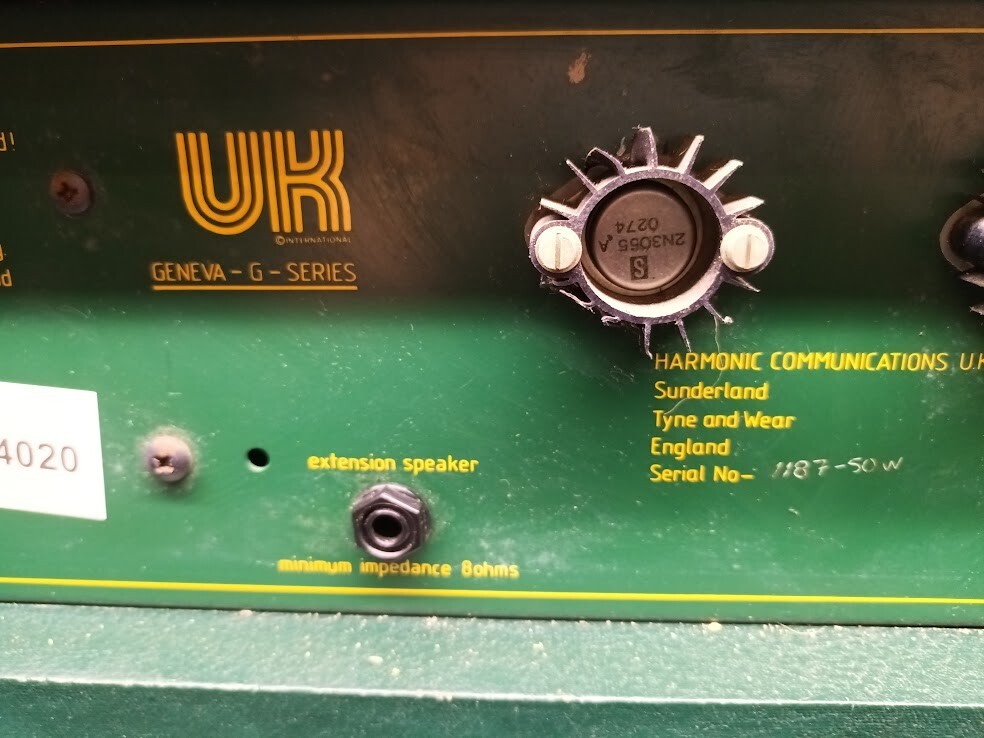 UK
©INTERNATIONAL
GENEVA - G - SERIES
2N3055 A
0274
S
HARMONIC COMMUNICATIONS U.K
Sunderland
Tyne and Wear
England
Serial No- 1187-50W
4020
extension speaker
minimum impedance 8ohms